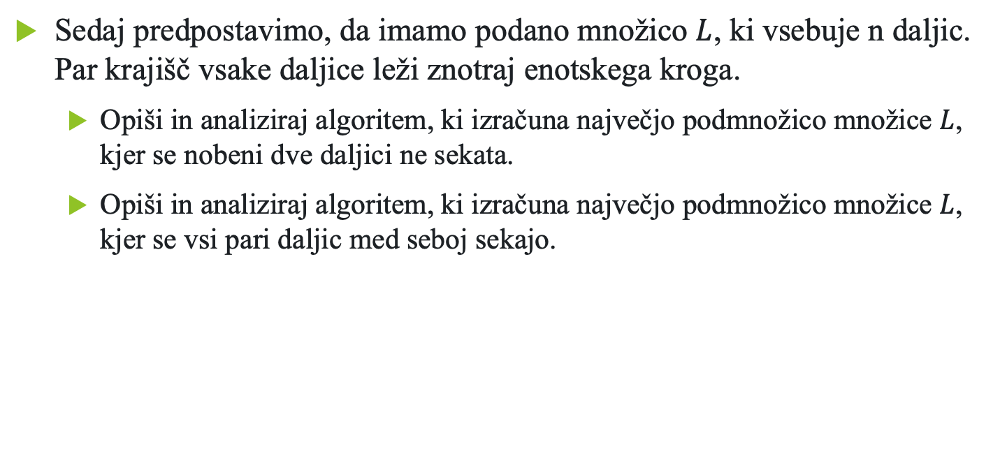 Sedaj predpostavimo, da imamo podano množico L, ki vsebuje n daljic.
Par krajišč vsake daljice leži znotraj enotskega kroga.
Opiši in analiziraj algoritem, ki izračuna največjo podmnožico množice L,
kjer se nobeni dve daljici ne sekata.
Opiši in analiziraj algoritem, ki izračuna največjo podmnožico množice L,
kjer se vsi pari daljic med seboj sekajo.